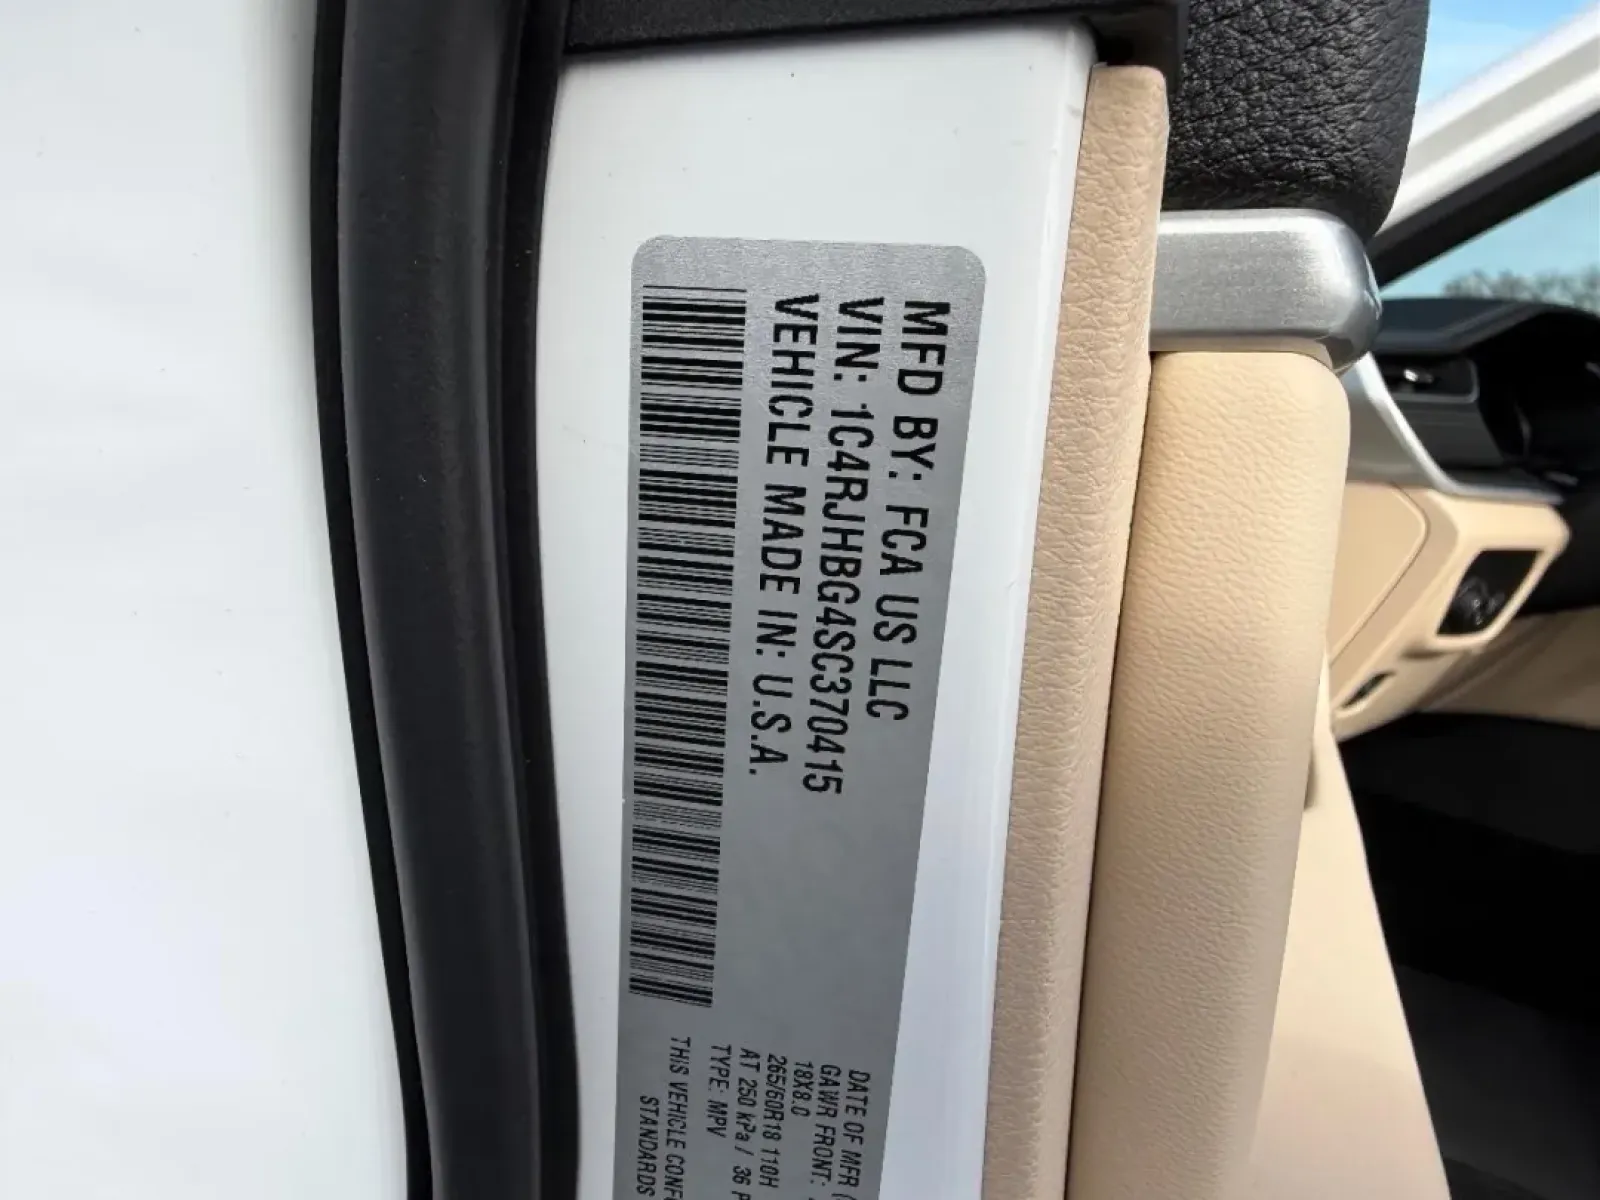 MFD BY: FCA US LLC
VIN: 1C4RJHBG4SC370415
VEHICLE MADE IN: U.S.A.
DATE OF MFR
GAWR FRONT:
18X8.0
265/60R18 110H
AT 250 kPa / 36
TYPE: MPV
THIS VEHICLE
STANDARDS